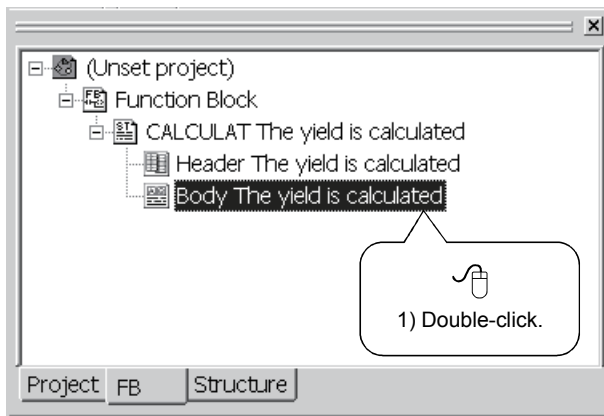 (Unset project)
Function Block
CALCULAT The yield is calculated
Header The yield is calculated
Body The yield is calculated
1) Double-click.
Project FB Structure